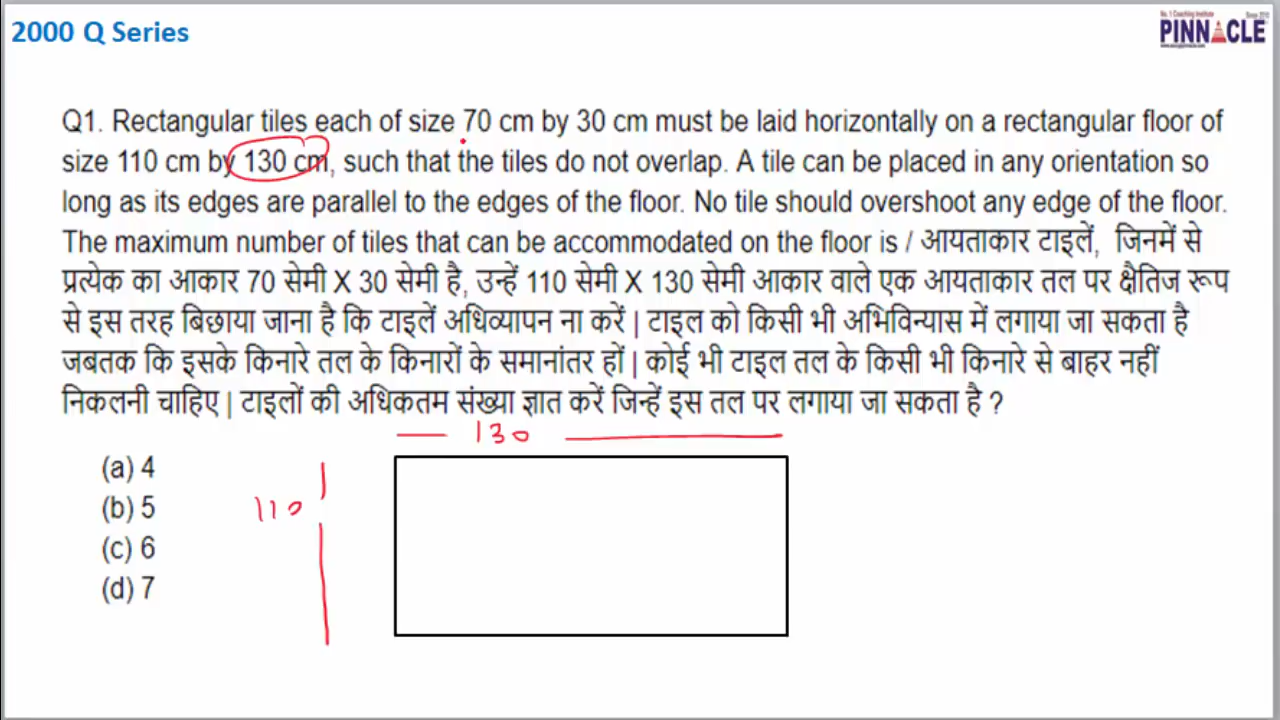 2000 Q Series
No. 1 Coaching Institute
Since 2010
PINNACLE
Q1. Rectangular tiles each of size 70 cm by 30 cm must be laid horizontally on a rectangular floor of
size 110 cm by 130 cm, such that the tiles do not overlap. A tile can be placed in any orientation so
long as its edges are parallel to the edges of the floor. No tile should overshoot any edge of the floor.
The maximum number of tiles that can be accommodated on the floor is / आयताकार टाइलें, जिनमें से
प्रत्येक का आकार 70 सेमी X 30 सेमी है, उन्हें 110 सेमी X 130 सेमी आकार वाले एक आयताकार तल पर क्षैतिज रूप
से इस तरह बिछाया जाना है कि टाइलें अधिव्यापन ना करें | टाइल को किसी भी अभिविन्यास में लगाया जा सकता है
जबतक कि इसके किनारे तल के किनारों के समानांतर हों | कोई भी टाइल तल के किसी भी किनारे से बाहर नहीं
निकलनी चाहिए | टाइलों की अधिकतम संख्या ज्ञात करें जिन्हें इस तल पर लगाया जा सकता है ?
130
(a) 4
110
(b) 5
(c) 6
(d) 7